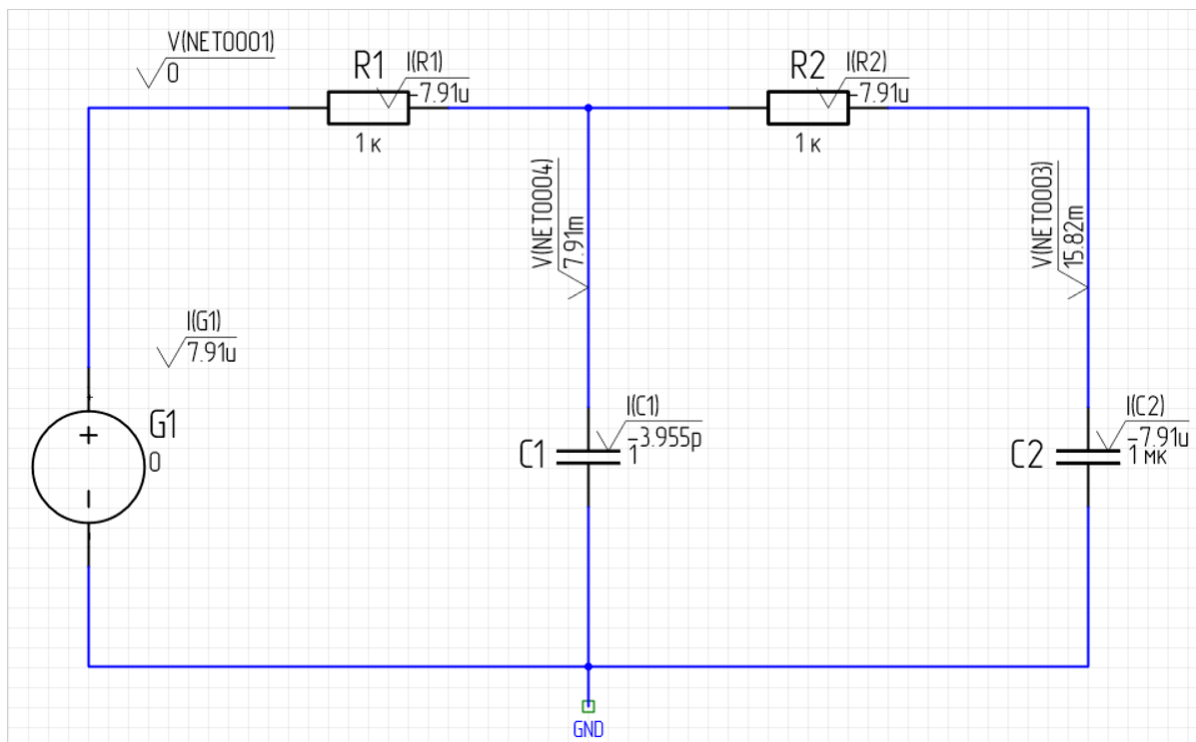 V(NET0001)
0
R1
I(R1)
-7.91u
1 к
R2
I(R2)
-7.91u
1 к
V(NET0004)
7.91m
V(NET0003)
15.82m
I(G1)
7.91u
+
G1
0
C1
I(C1)
-3.955p
1
C2
I(C2)
-7.91u
1 мк
GND